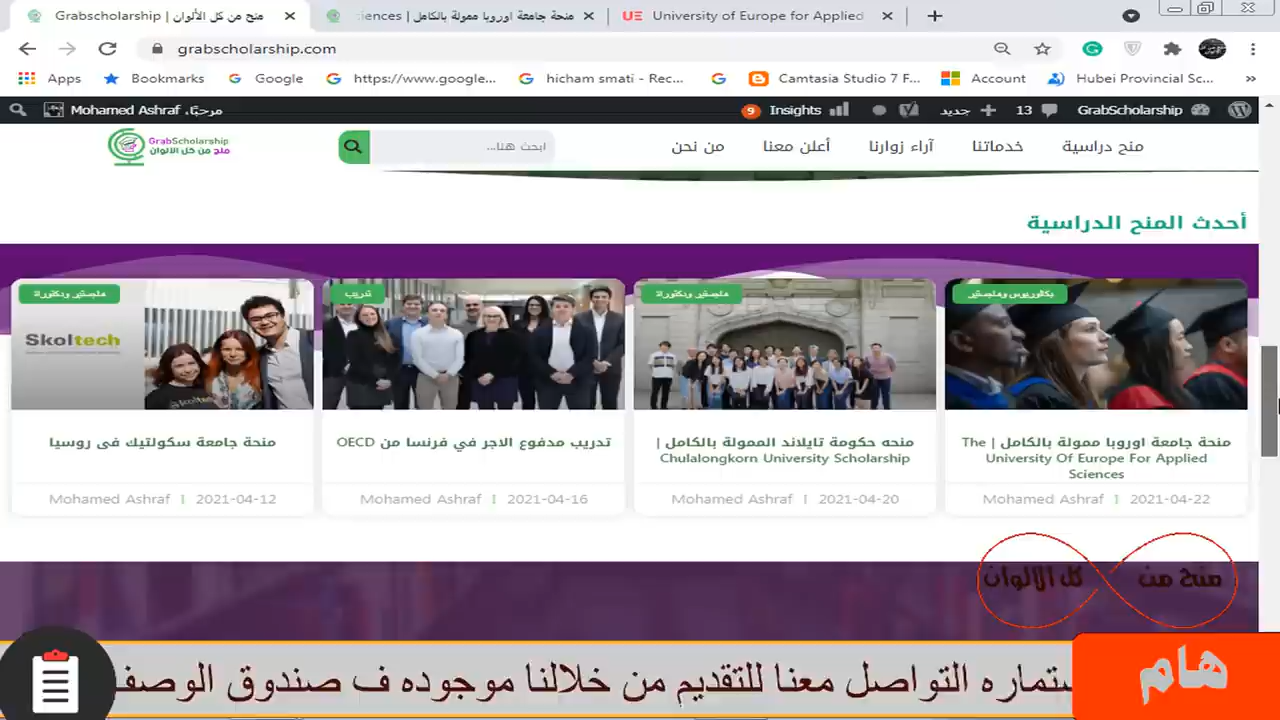 Grabscholarship | منح من كل الألوان
منحة جامعة اوروبا ممولة بالكامل | iences
UE University of Europe for Applied
grabscholarship.com
Apps Bookmarks Google https://www.google... hicham smati - Rec... Camtasia Studio 7 F... Account Hubei Provincial Sc... »
مرحبًا، Mohamed Ashraf 9 Insights جديد 13 GrabScholarship
GrabScholarship
منح من كل الألوان
ابحث هنا...
منح دراسية خدماتنا آراء زوارنا أعلن معنا من نحن
أحدث المنح الدراسية
بكالوريوس وماجستير
منحة جامعة اوروبا ممولة بالكامل | The
University Of Europe For Applied
Sciences
Mohamed Ashraf | 2021-04-22
ماجستير ودكتوراة
منحه حكومة تايلاند الممولة بالكامل |
Chulalongkorn University Scholarship
Mohamed Ashraf | 2021-04-20
تدريب
تدريب مدفوع الاجر في فرنسا من OECD
Mohamed Ashraf | 2021-04-16
ماجستير ودكتوراة
Skoltech
منحة جامعة سكولتيك فى روسيا
Mohamed Ashraf | 2021-04-12
منح من كل الالوان
هام
ستماره التواصل معنا للتقديم من خلالنا موجوده ف صندوق الوصف